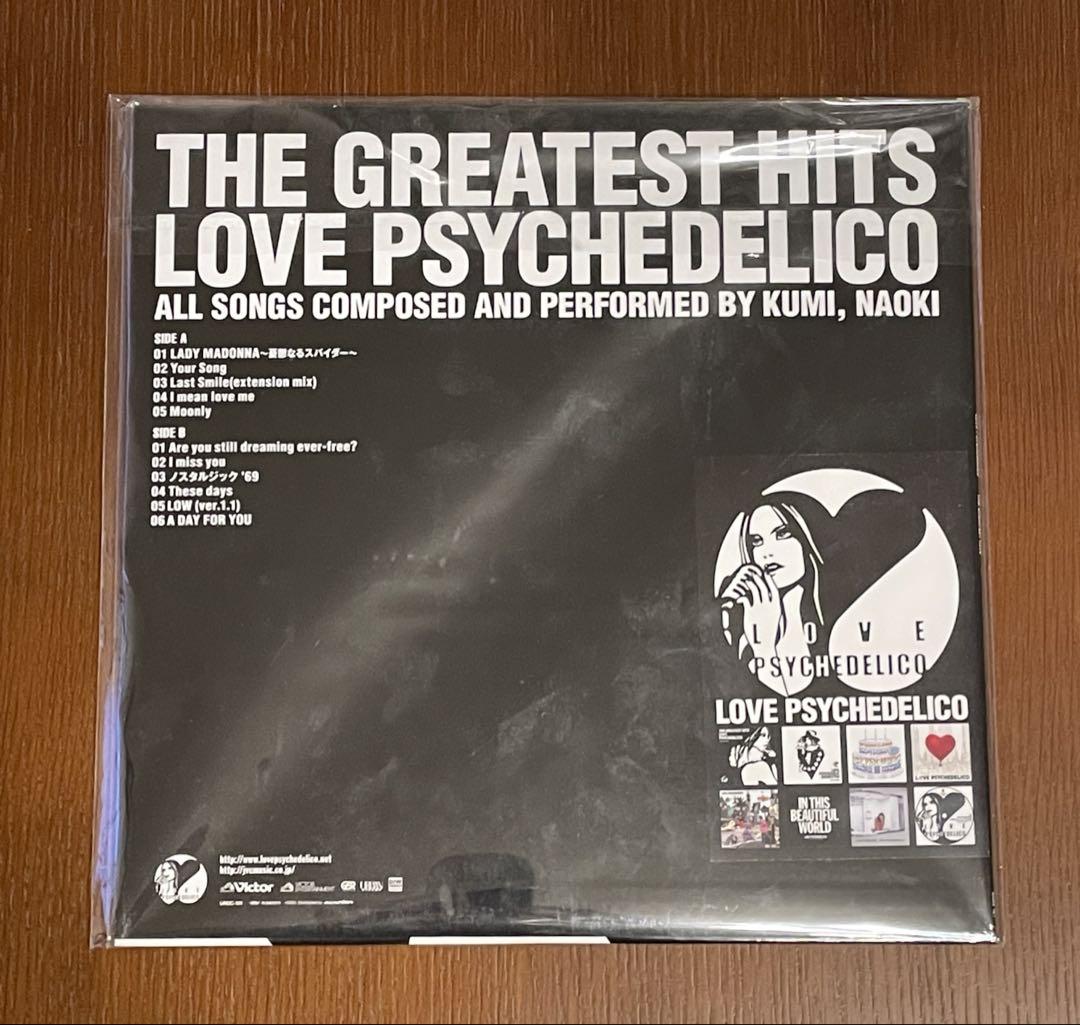 THE GREATEST HITS
LOVE PSYCHEDELICO
ALL SONGS COMPOSED AND PERFORMED BY KUMI, NAOKI
SIDE A
01 LADY MADONNA〜憂鬱なるスパイダー〜
02 Your Song
03 Last Smile(extension mix)
04 I mean love me
05 Moonly
SIDE B
01 Are you still dreaming ever-free?
02 I miss you
03 ノスタルジック '69
04 These days
05 LOW (ver.1.1)
06 A DAY FOR YOU
LOVE
PSYCHEDELICO
LOVE PSYCHEDELICO
LOVE PSYCHEDELICO
IN THIS
BEAUTIFUL
WORLD
http://www.lovepsychedelico.net
http://jvcmusic.co.jp/
Victor